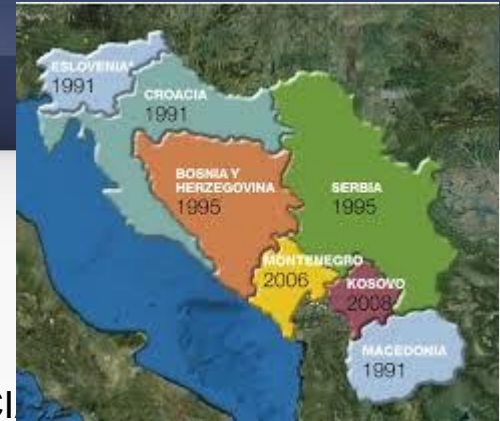 ESLOVENIA
1991
CROACIA
1991
BOSNIA Y
HERZEGOVINA
1995
SERBIA
1995
MONTENEGRO
2006
KOSOVO
2008
MACEDONIA
1991